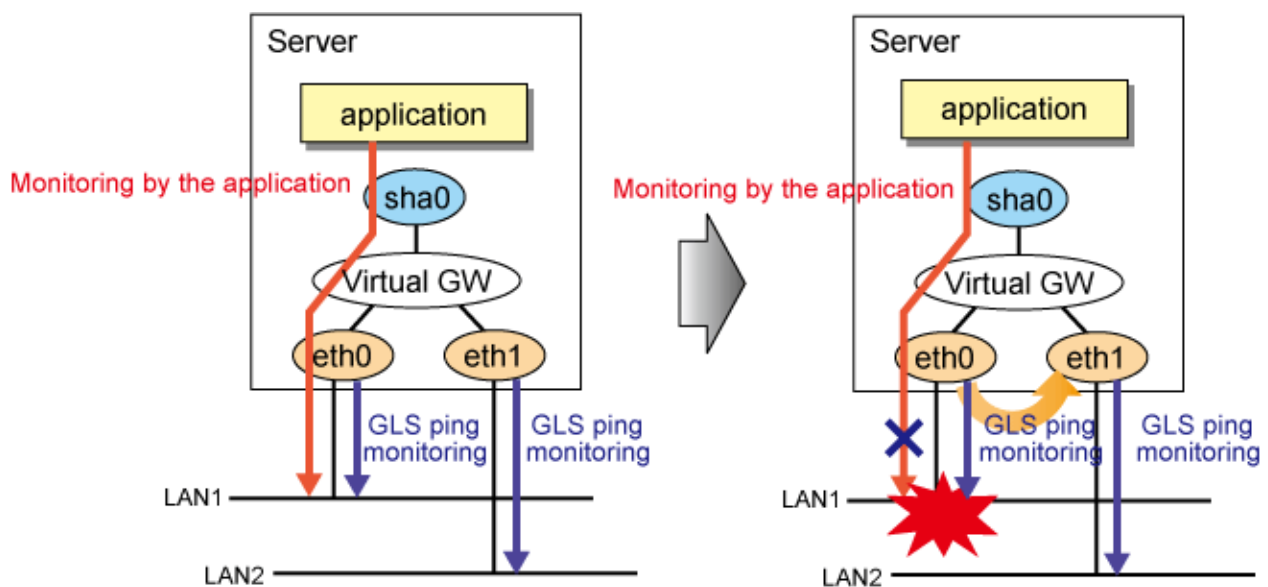 Server
application
Monitoring by the application
sha0
Virtual GW
eth0
eth1
GLS ping
monitoring
GLS ping
monitoring
LAN1
LAN2
Server
application
Monitoring by the application
sha0
Virtual GW
eth0
eth1
GLS ping
monitoring
GLS ping
monitoring
LAN1
LAN2